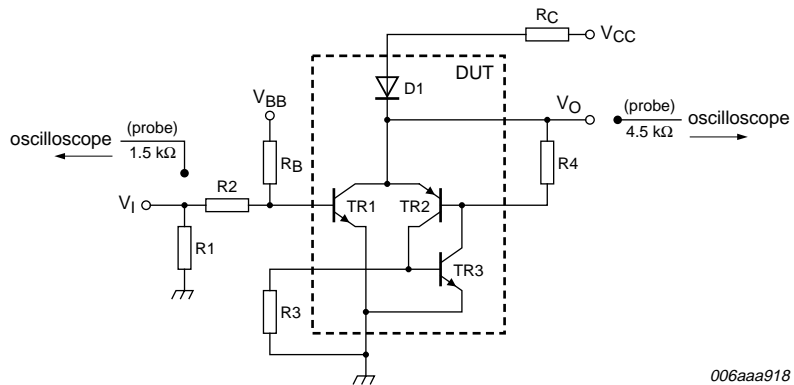 RC
VCC
DUT
D1
VBB
VO
(probe)
4.5 kΩ
oscilloscope
oscilloscope
(probe)
1.5 kΩ
RB
R4
R2
VI
TR1
TR2
R1
TR3
R3
006aaa918